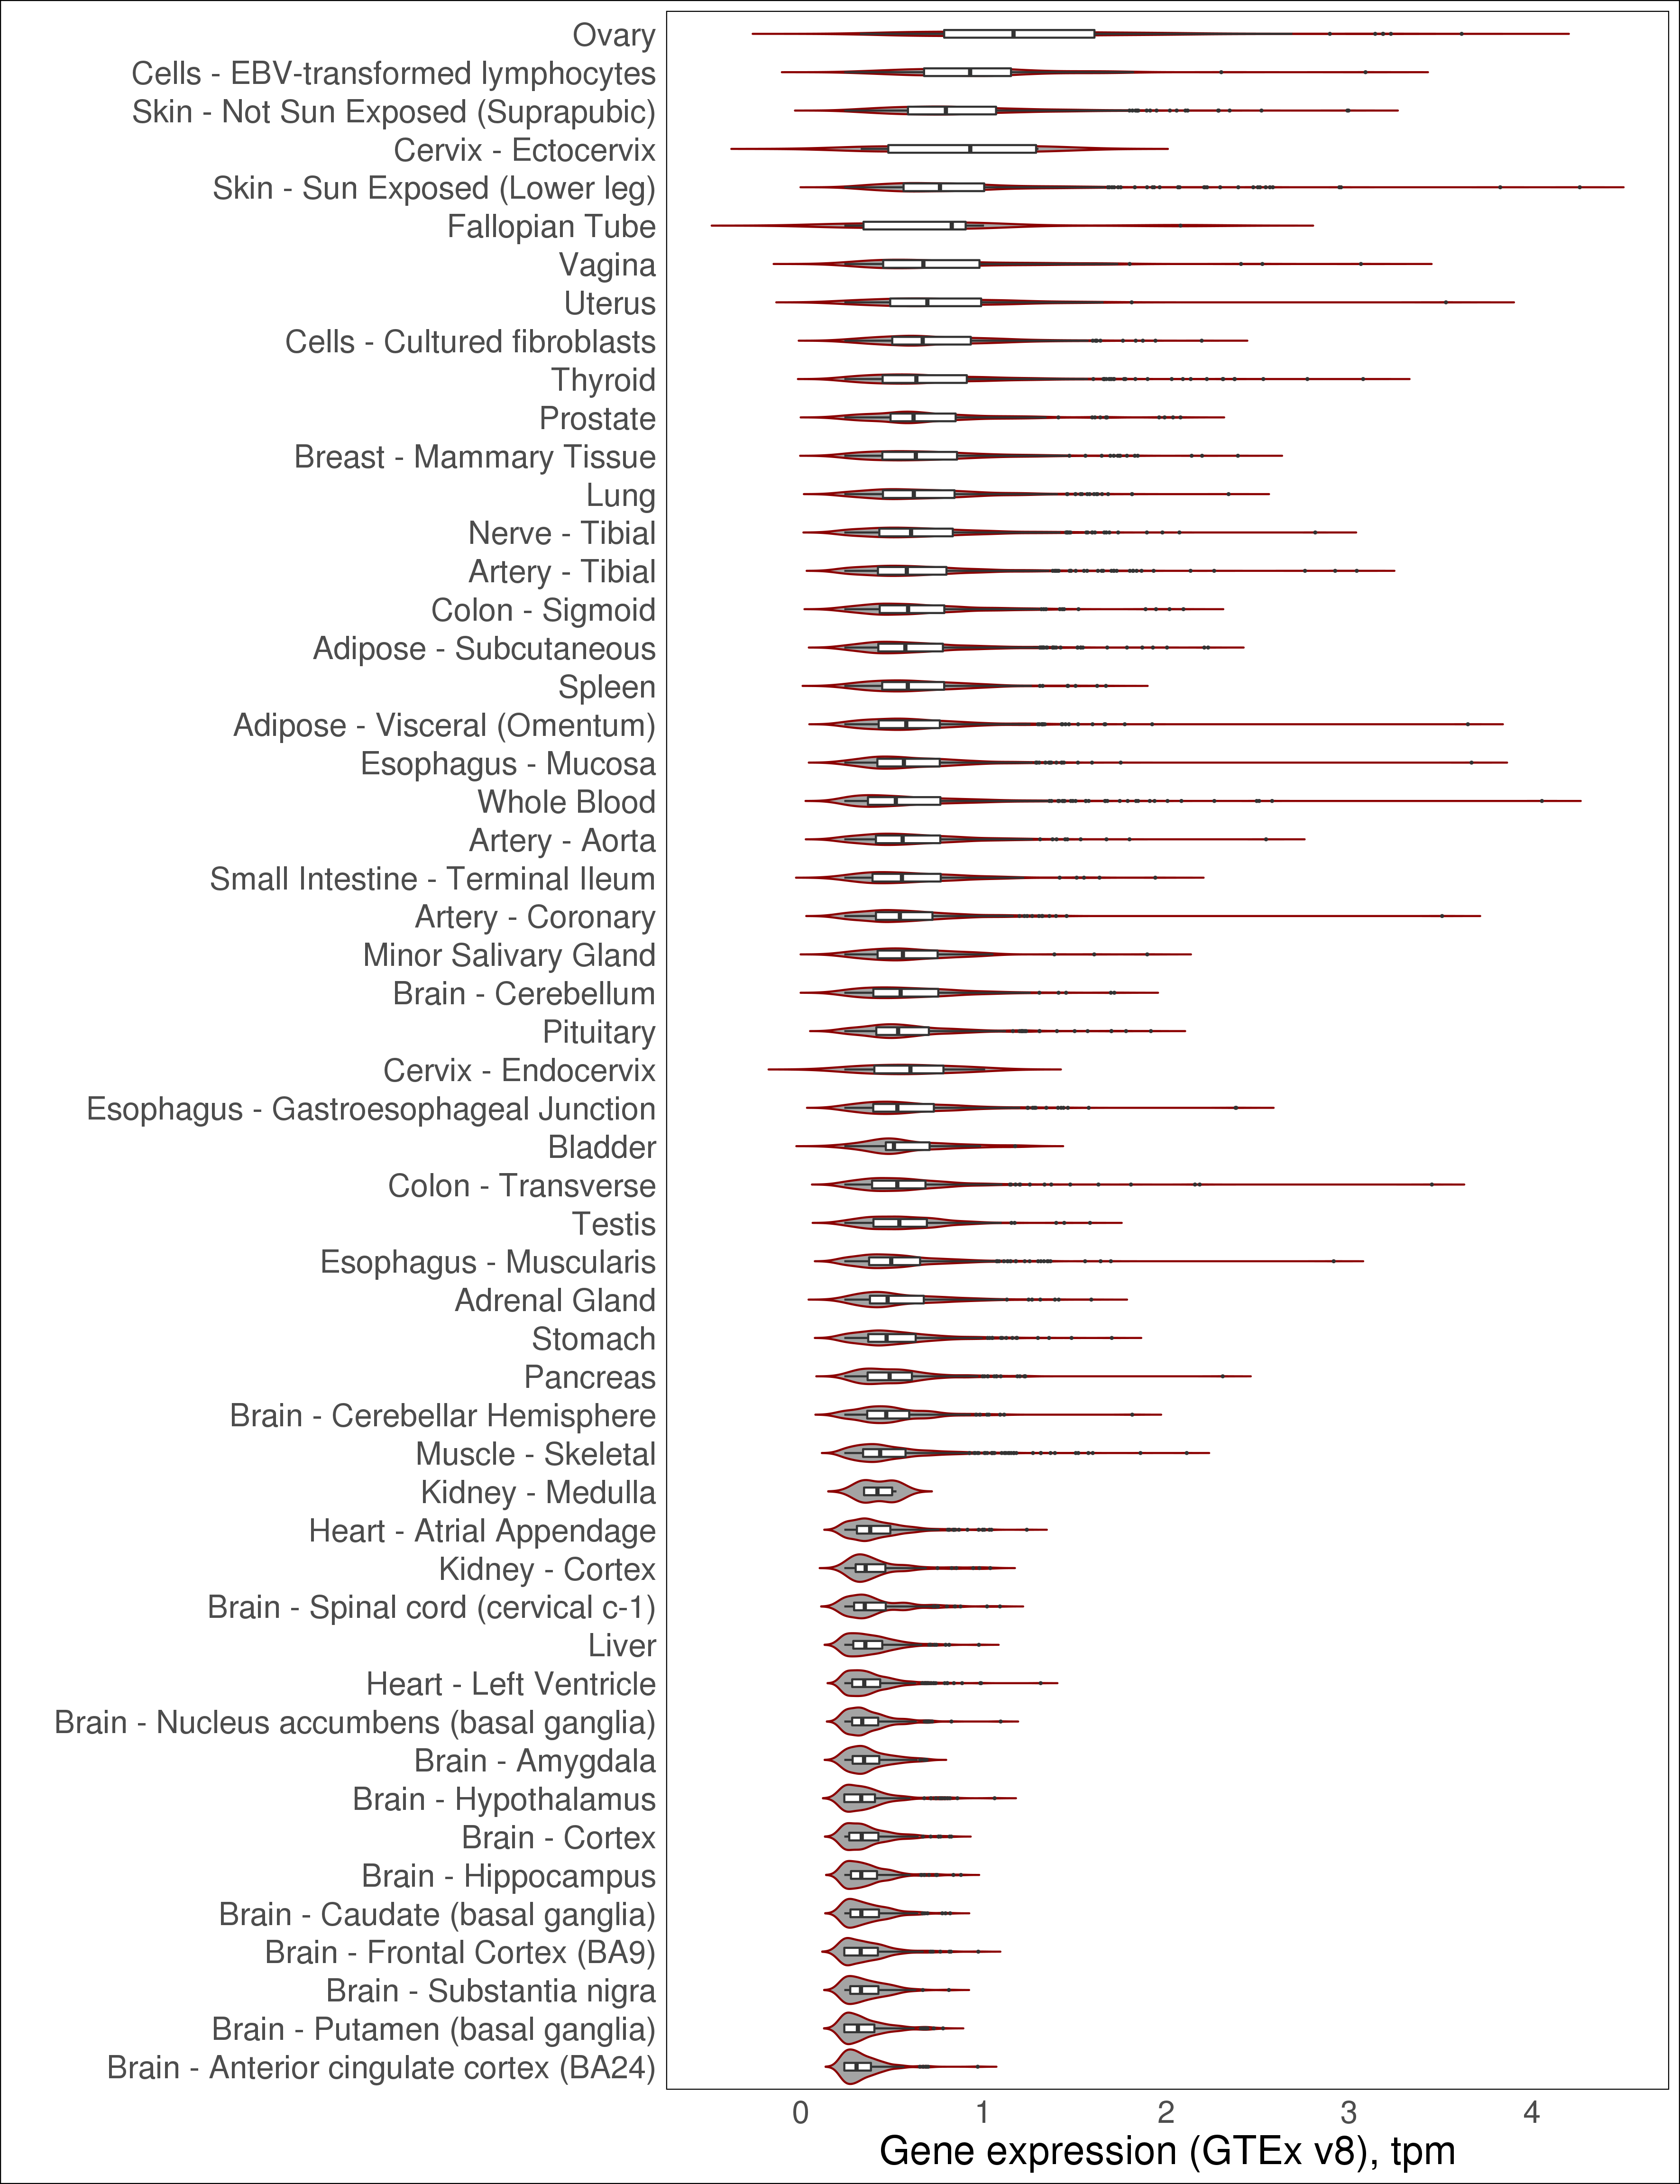 Ovary
Cells - EBV-transformed lymphocytes
Skin - Not Sun Exposed (Suprapubic)
Cervix - Ectocervix
Skin - Sun Exposed (Lower leg)
Fallopian Tube
Vagina
Uterus
Cells - Cultured fibroblasts
Thyroid
Prostate
Breast - Mammary Tissue
Lung
Nerve - Tibial
Artery - Tibial
Colon - Sigmoid
Adipose - Subcutaneous
Spleen
Adipose - Visceral (Omentum)
Esophagus - Mucosa
Whole Blood
Artery - Aorta
Small Intestine - Terminal Ileum
Artery - Coronary
Minor Salivary Gland
Brain - Cerebellum
Pituitary
Cervix - Endocervix
Esophagus - Gastroesophageal Junction
Bladder
Colon - Transverse
Testis
Esophagus - Muscularis
Adrenal Gland
Stomach
Pancreas
Brain - Cerebellar Hemisphere
Muscle - Skeletal
Kidney - Medulla
Heart - Atrial Appendage
Kidney - Cortex
Brain - Spinal cord (cervical c-1)
Liver
Heart - Left Ventricle
Brain - Nucleus accumbens (basal ganglia)
Brain - Amygdala
Brain - Hypothalamus
Brain - Cortex
Brain - Hippocampus
Brain - Caudate (basal ganglia)
Brain - Frontal Cortex (BA9)
Brain - Substantia nigra
Brain - Putamen (basal ganglia)
Brain - Anterior cingulate cortex (BA24)
0 1 2 3 4
Gene expression (GTEx v8), tpm